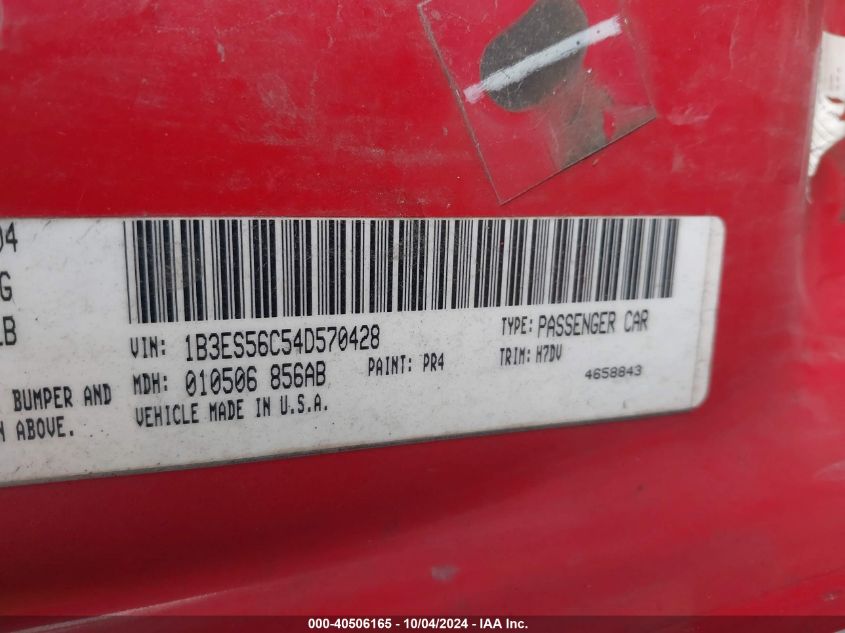 04
G
LB
VIN: 1B3ES56C54D570428
TYPE: PASSENGER CAR
BUMPER AND
MDH: 010506 856AB
PAINT: PR4
TRIM: H7DV
4658843
N ABOVE.
VEHICLE MADE IN U.S.A.
000-40506165 - 10/04/2024 - IAA Inc.